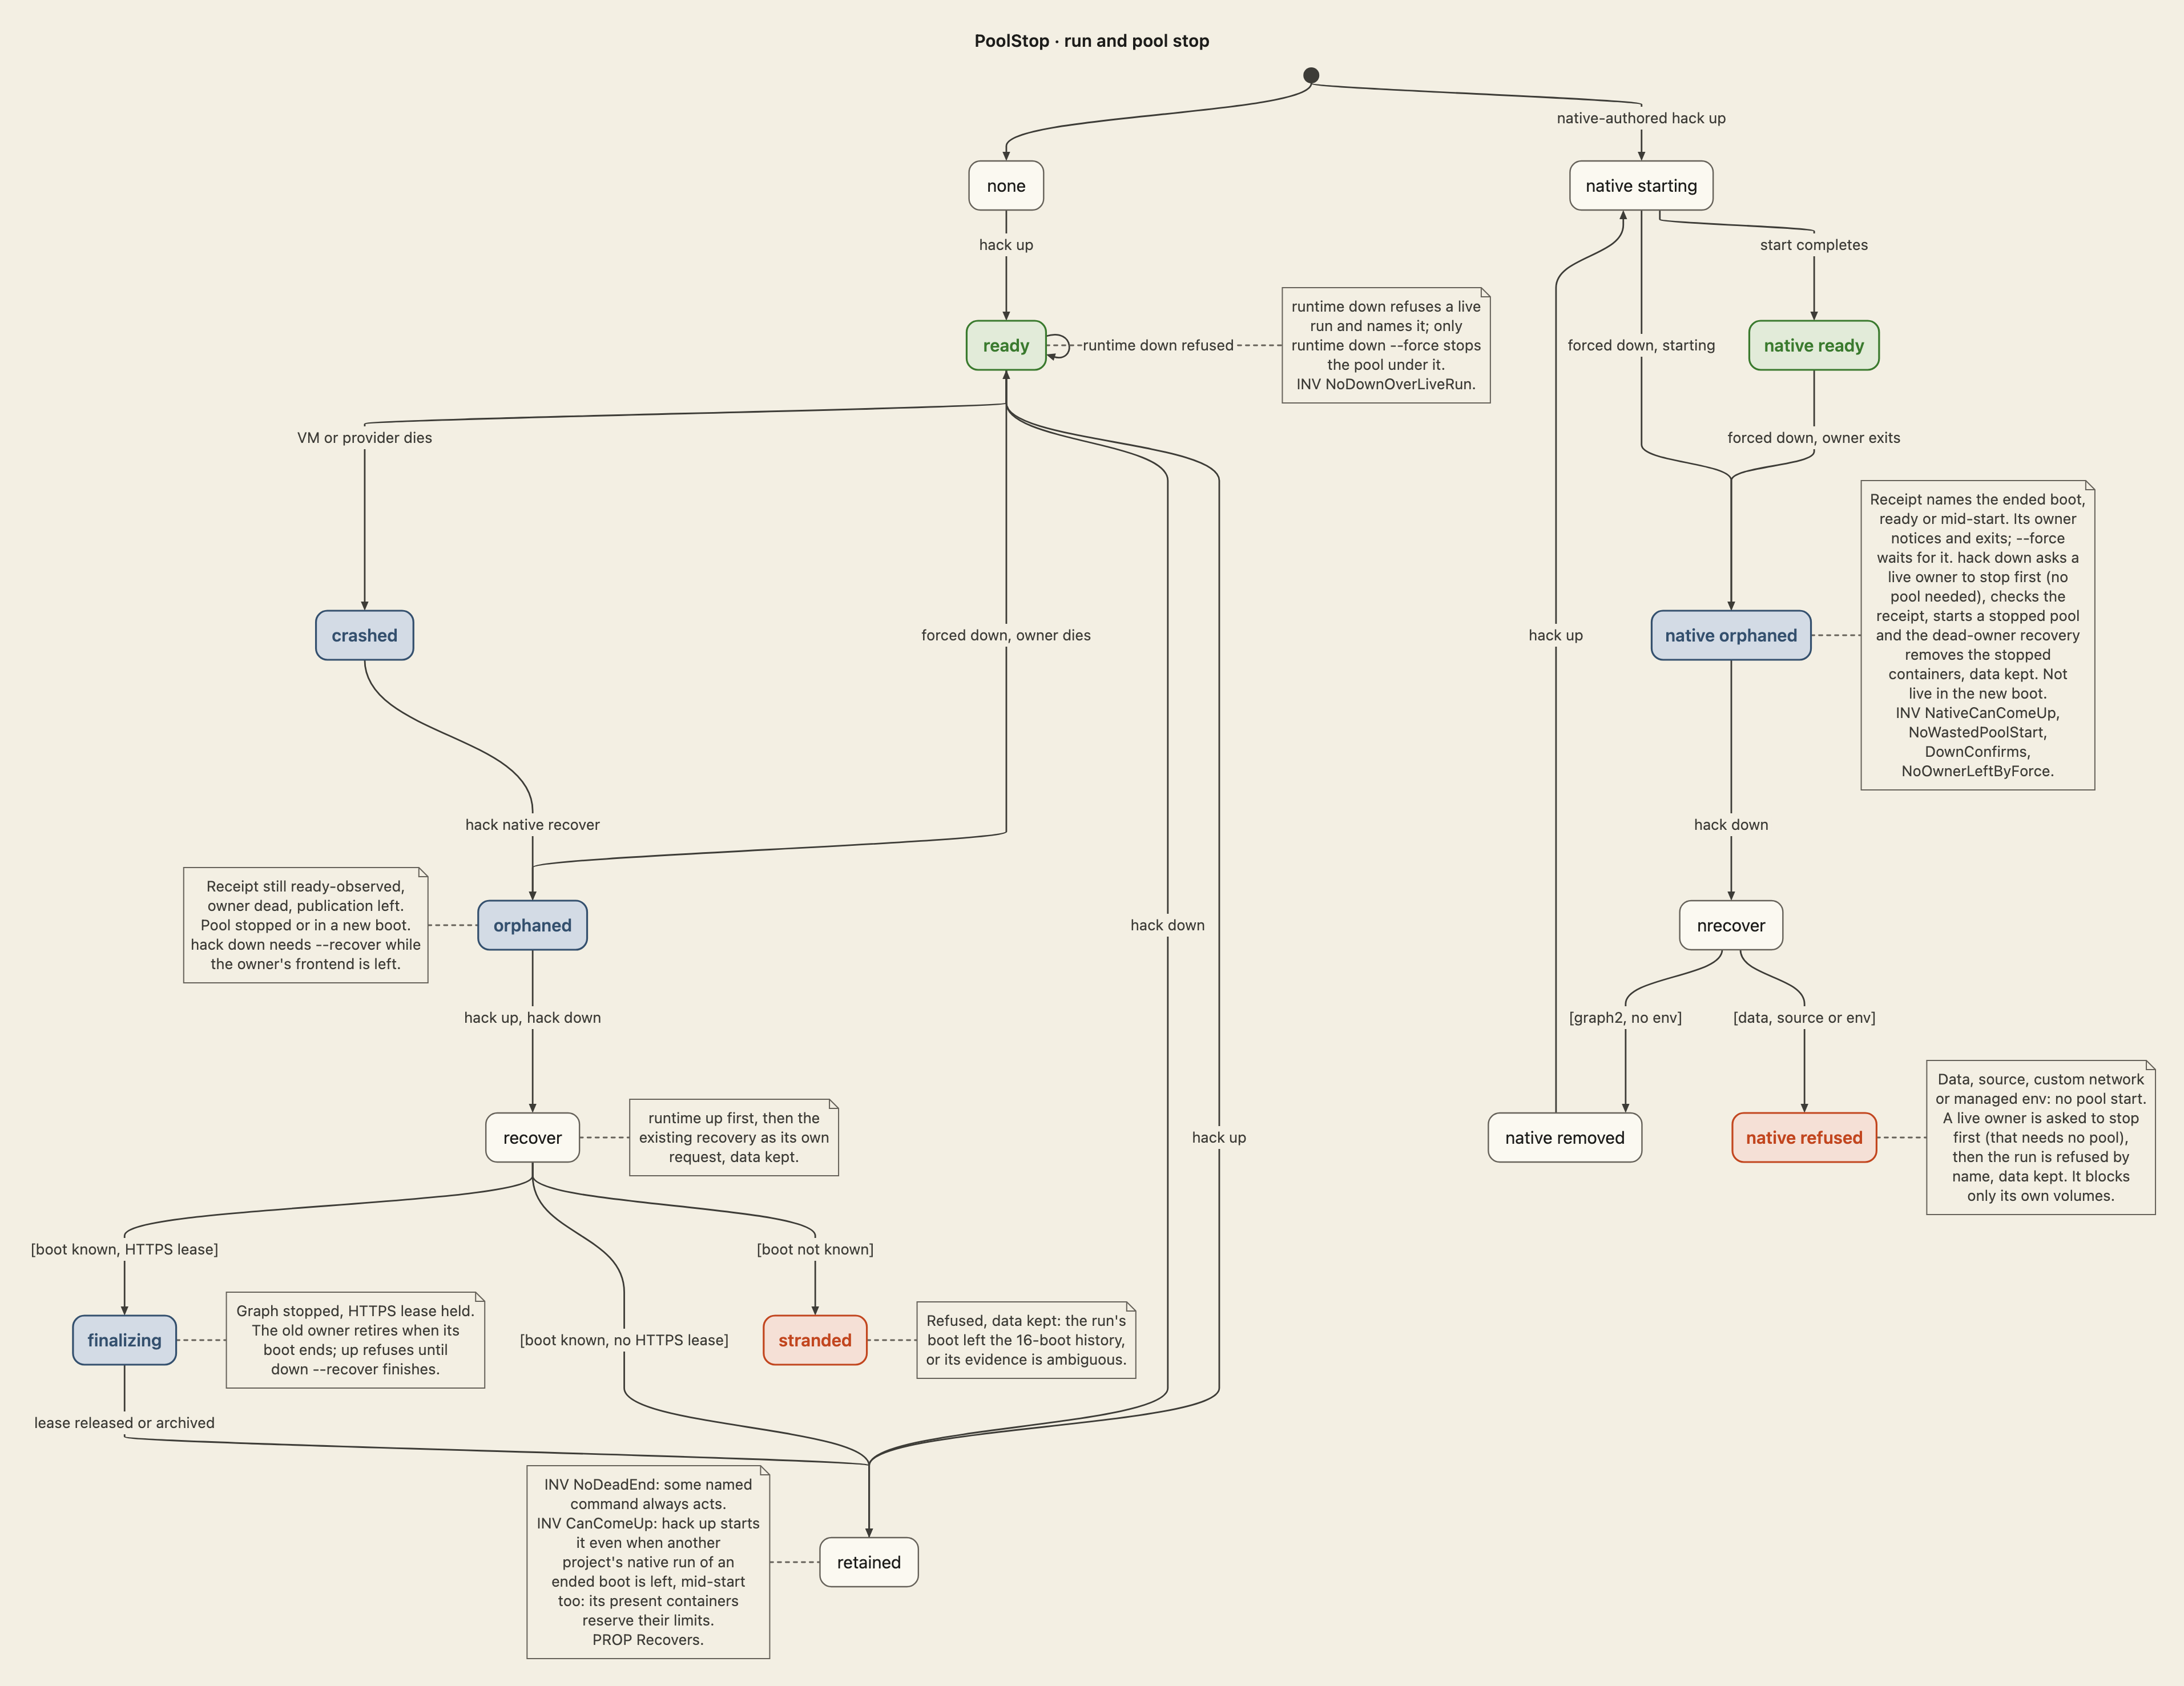 PoolStop · run and pool stop
native-authored hack up
none
native starting
hack up
start completes
runtime down refuses a live
run and names it; only
runtime down --force stops
the pool under it.
INV NoDownOverLiveRun.
ready
runtime down refused
forced down, starting
native ready
VM or provider dies
forced down, owner exits
Receipt names the ended boot,
ready or mid-start. Its owner
notices and exits; --force
waits for it. hack down asks a
live owner to stop first (no
pool needed), checks the
receipt, starts a stopped pool
and the dead-owner recovery
removes the stopped
containers, data kept. Not
live in the new boot.
INV NativeCanComeUp,
NoWastedPoolStart,
DownConfirms,
NoOwnerLeftByForce.
crashed
forced down, owner dies
hack up
native orphaned
hack native recover
hack down
Receipt still ready-observed,
owner dead, publication left.
Pool stopped or in a new boot.
hack down needs --recover while
the owner's frontend is left.
orphaned
hack down
nrecover
hack up, hack down
[graph2, no env]
[data, source or env]
recover
runtime up first, then the
existing recovery as its own
request, data kept.
hack up
native removed
native refused
Data, source, custom network
or managed env: no pool start.
A live owner is asked to stop
first (that needs no pool),
then the run is refused by
name, data kept. It blocks
only its own volumes.
[boot known, HTTPS lease]
[boot not known]
finalizing
Graph stopped, HTTPS lease held.
The old owner retires when its
boot ends; up refuses until
down --recover finishes.
[boot known, no HTTPS lease]
stranded
Refused, data kept: the run's
boot left the 16-boot history,
or its evidence is ambiguous.
lease released or archived
INV NoDeadEnd: some named
command always acts.
INV CanComeUp: hack up starts
it even when another
project's native run of an
ended boot is left, mid-start
too: its present containers
reserve their limits.
PROP Recovers.
retained